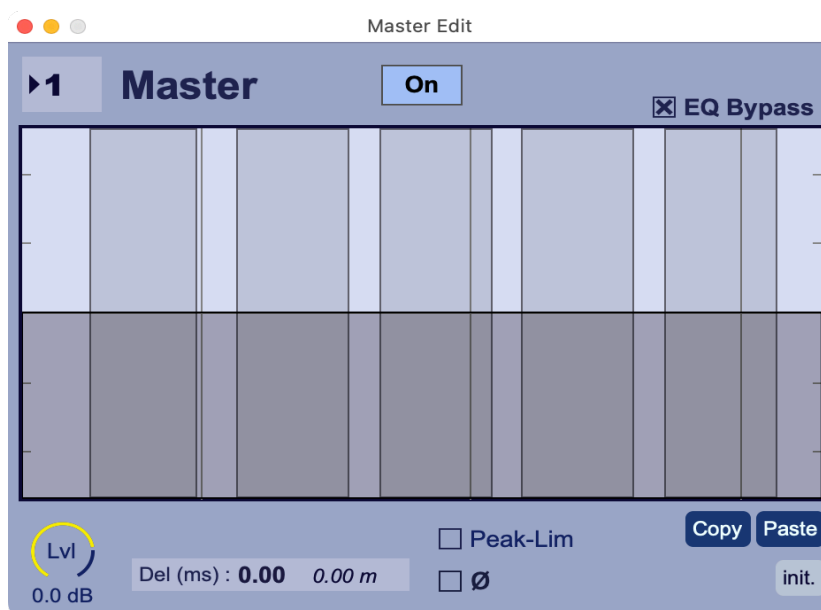 Master Edit
1 Master On
EQ Bypass
Lvl
0.0 dB
Del (ms) : 0.00 0.00 m
Peak-Lim
Ø
Copy Paste
init.